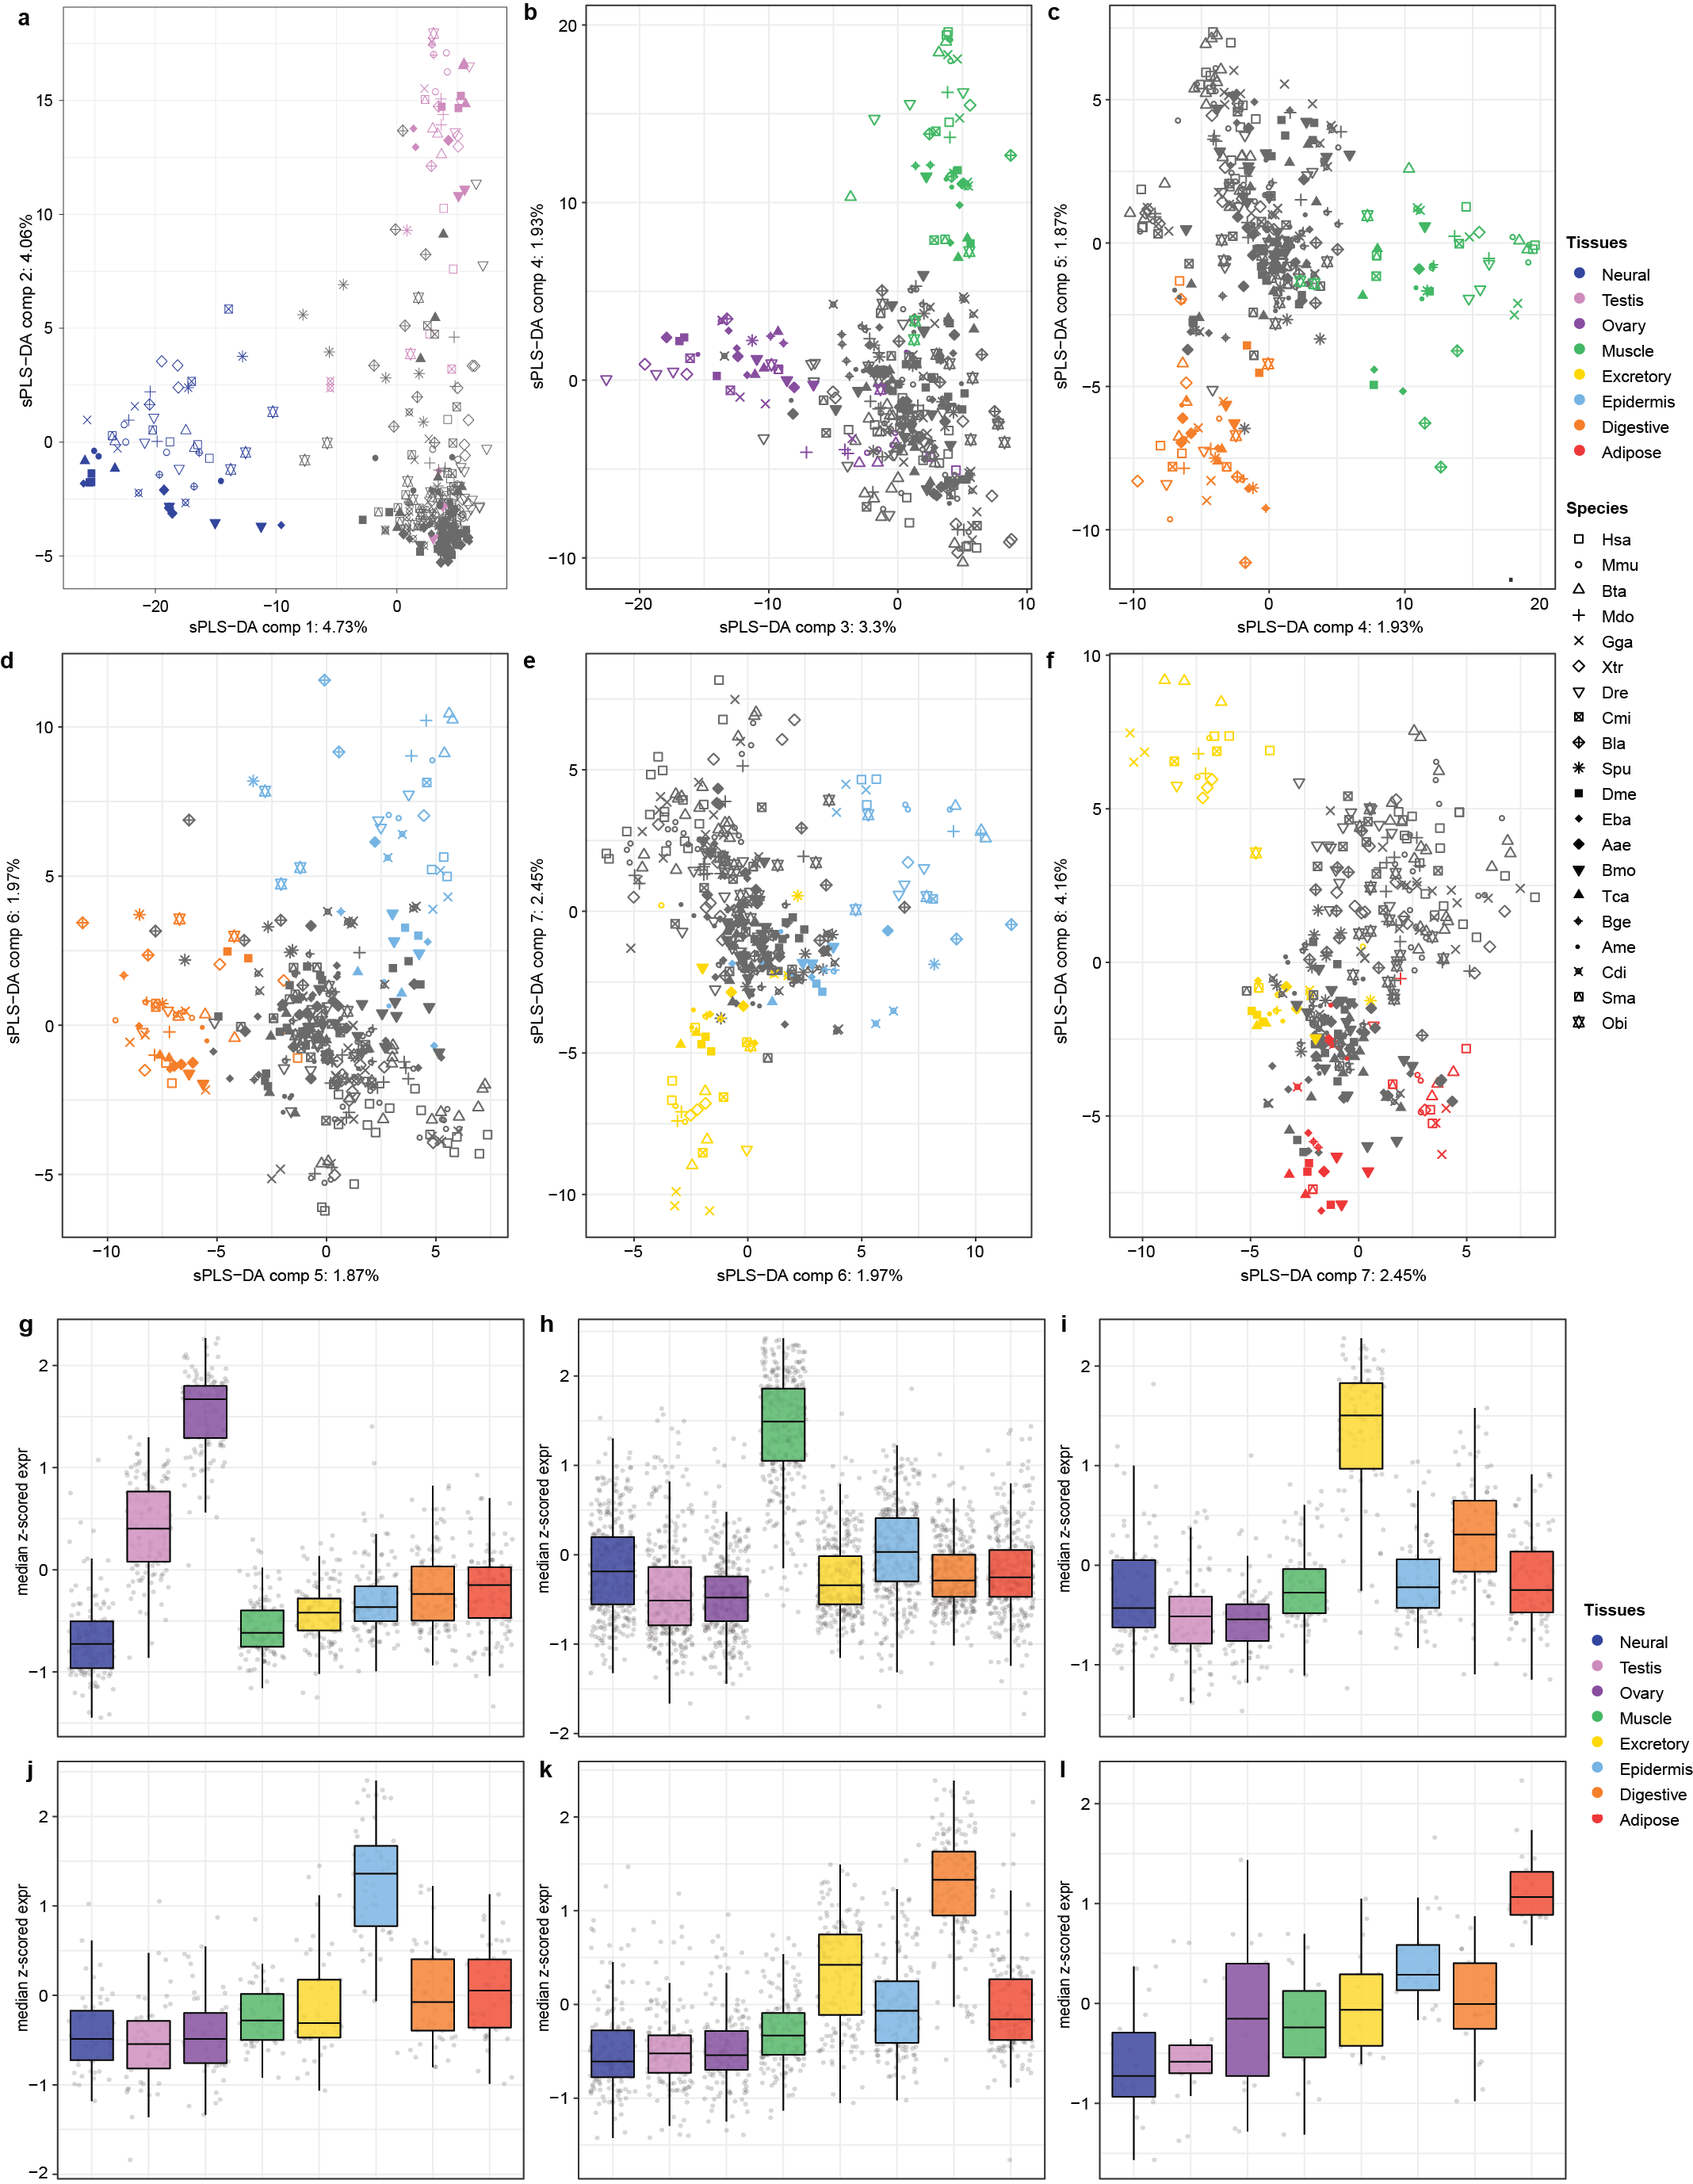 a
sPLS−DA comp 2: 4.06%
15
10
5
0
−5
−20
−10
0
sPLS−DA comp 1: 4.73%
b
sPLS−DA comp 4: 1.93%
20
10
0
−10
−20
−10
0
10
sPLS−DA comp 3: 3.3%
c
sPLS−DA comp 5: 1.87%
5
0
−5
−10
−10
0
10
20
sPLS−DA comp 4: 1.93%
Tissues
Neural
Testis
Ovary
Muscle
Excretory
Epidermis
Digestive
Adipose
Species
Hsa
Mmu
Bta
Mdo
Gga
Xtr
Dre
Cmi
Bla
Spu
Dme
Eba
Aae
Bmo
Tca
Bge
Ame
Cdi
Sma
Obi
d
sPLS−DA comp 6: 1.97%
10
5
0
−5
−10
−5
0
5
sPLS−DA comp 5: 1.87%
e
sPLS−DA comp 7: 2.45%
5
0
−5
−10
−5
0
5
10
sPLS−DA comp 6: 1.97%
f
sPLS−DA comp 8: 4.16%
10
5
0
−5
−10
−5
0
5
sPLS−DA comp 7: 2.45%
g
median z−scored expr
2
1
0
−1
h
median z−scored expr
2
1
0
−1
−2
i
median z−scored expr
2
1
0
−1
Tissues
Neural
Testis
Ovary
Muscle
Excretory
Epidermis
Digestive
Adipose
j
median z−scored expr
2
1
0
−1
−2
k
median z−scored expr
2
1
0
−1
l
median z−scored expr
2
1
0
−1